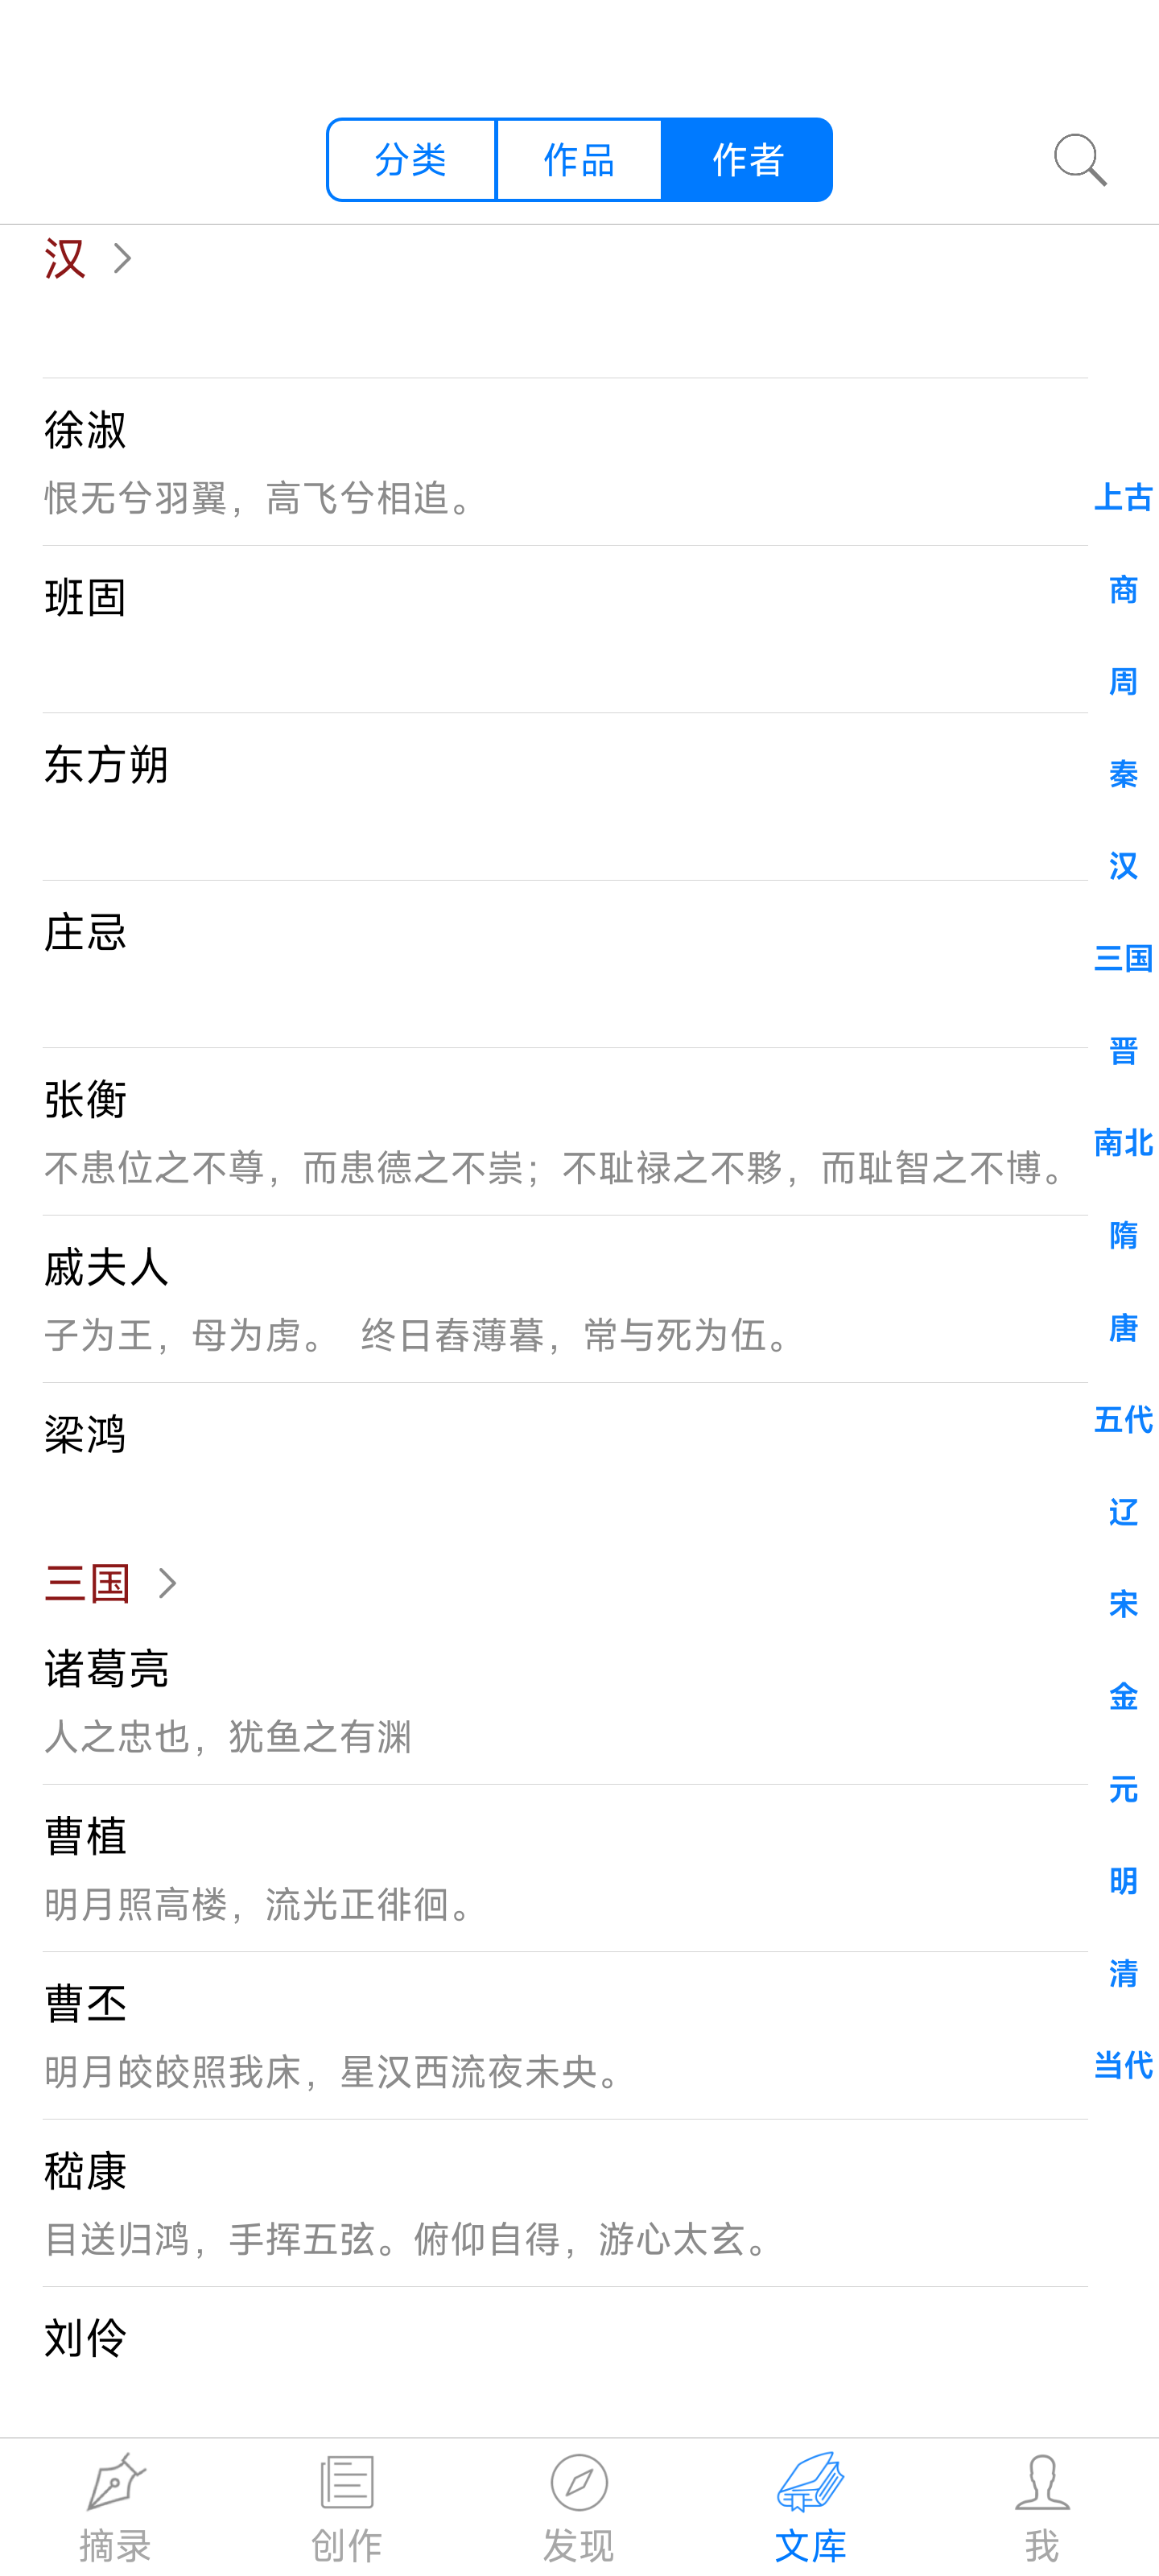 分类
作品
作者
汉
徐淑
恨无兮羽翼，高飞兮相追。
班固
东方朔
庄忌
张衡
不患位之不尊，而患德之不崇；不耻禄之不夥，而耻智之不博。
戚夫人
子为王，母为虏。 终日舂薄暮，常与死为伍。
梁鸿
三国
诸葛亮
人之忠也，犹鱼之有渊
曹植
明月照高楼，流光正徘徊。
曹丕
明月皎皎照我床，星汉西流夜未央。
嵇康
目送归鸿，手挥五弦。俯仰自得，游心太玄。
刘伶
上古
商
周
秦
汉
三国
晋
南北
隋
唐
五代
辽
宋
金
元
明
清
当代
摘录
创作
发现
文库
我